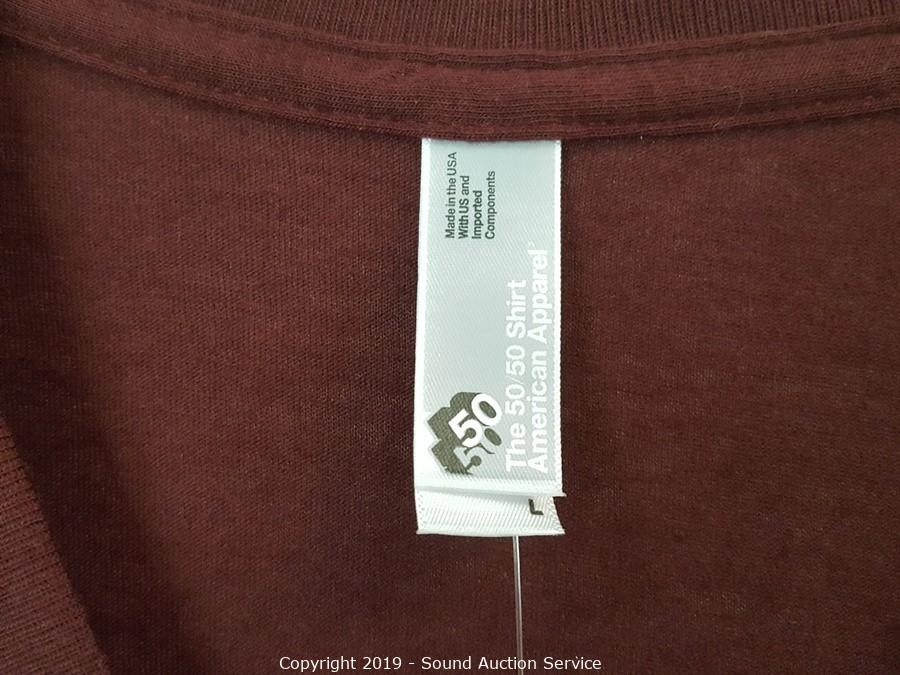 Made in the USA
With US and
Imported
Components
The 50/50 Shirt
American Apparel®
50
50
L
Copyright 2019 - Sound Auction Service